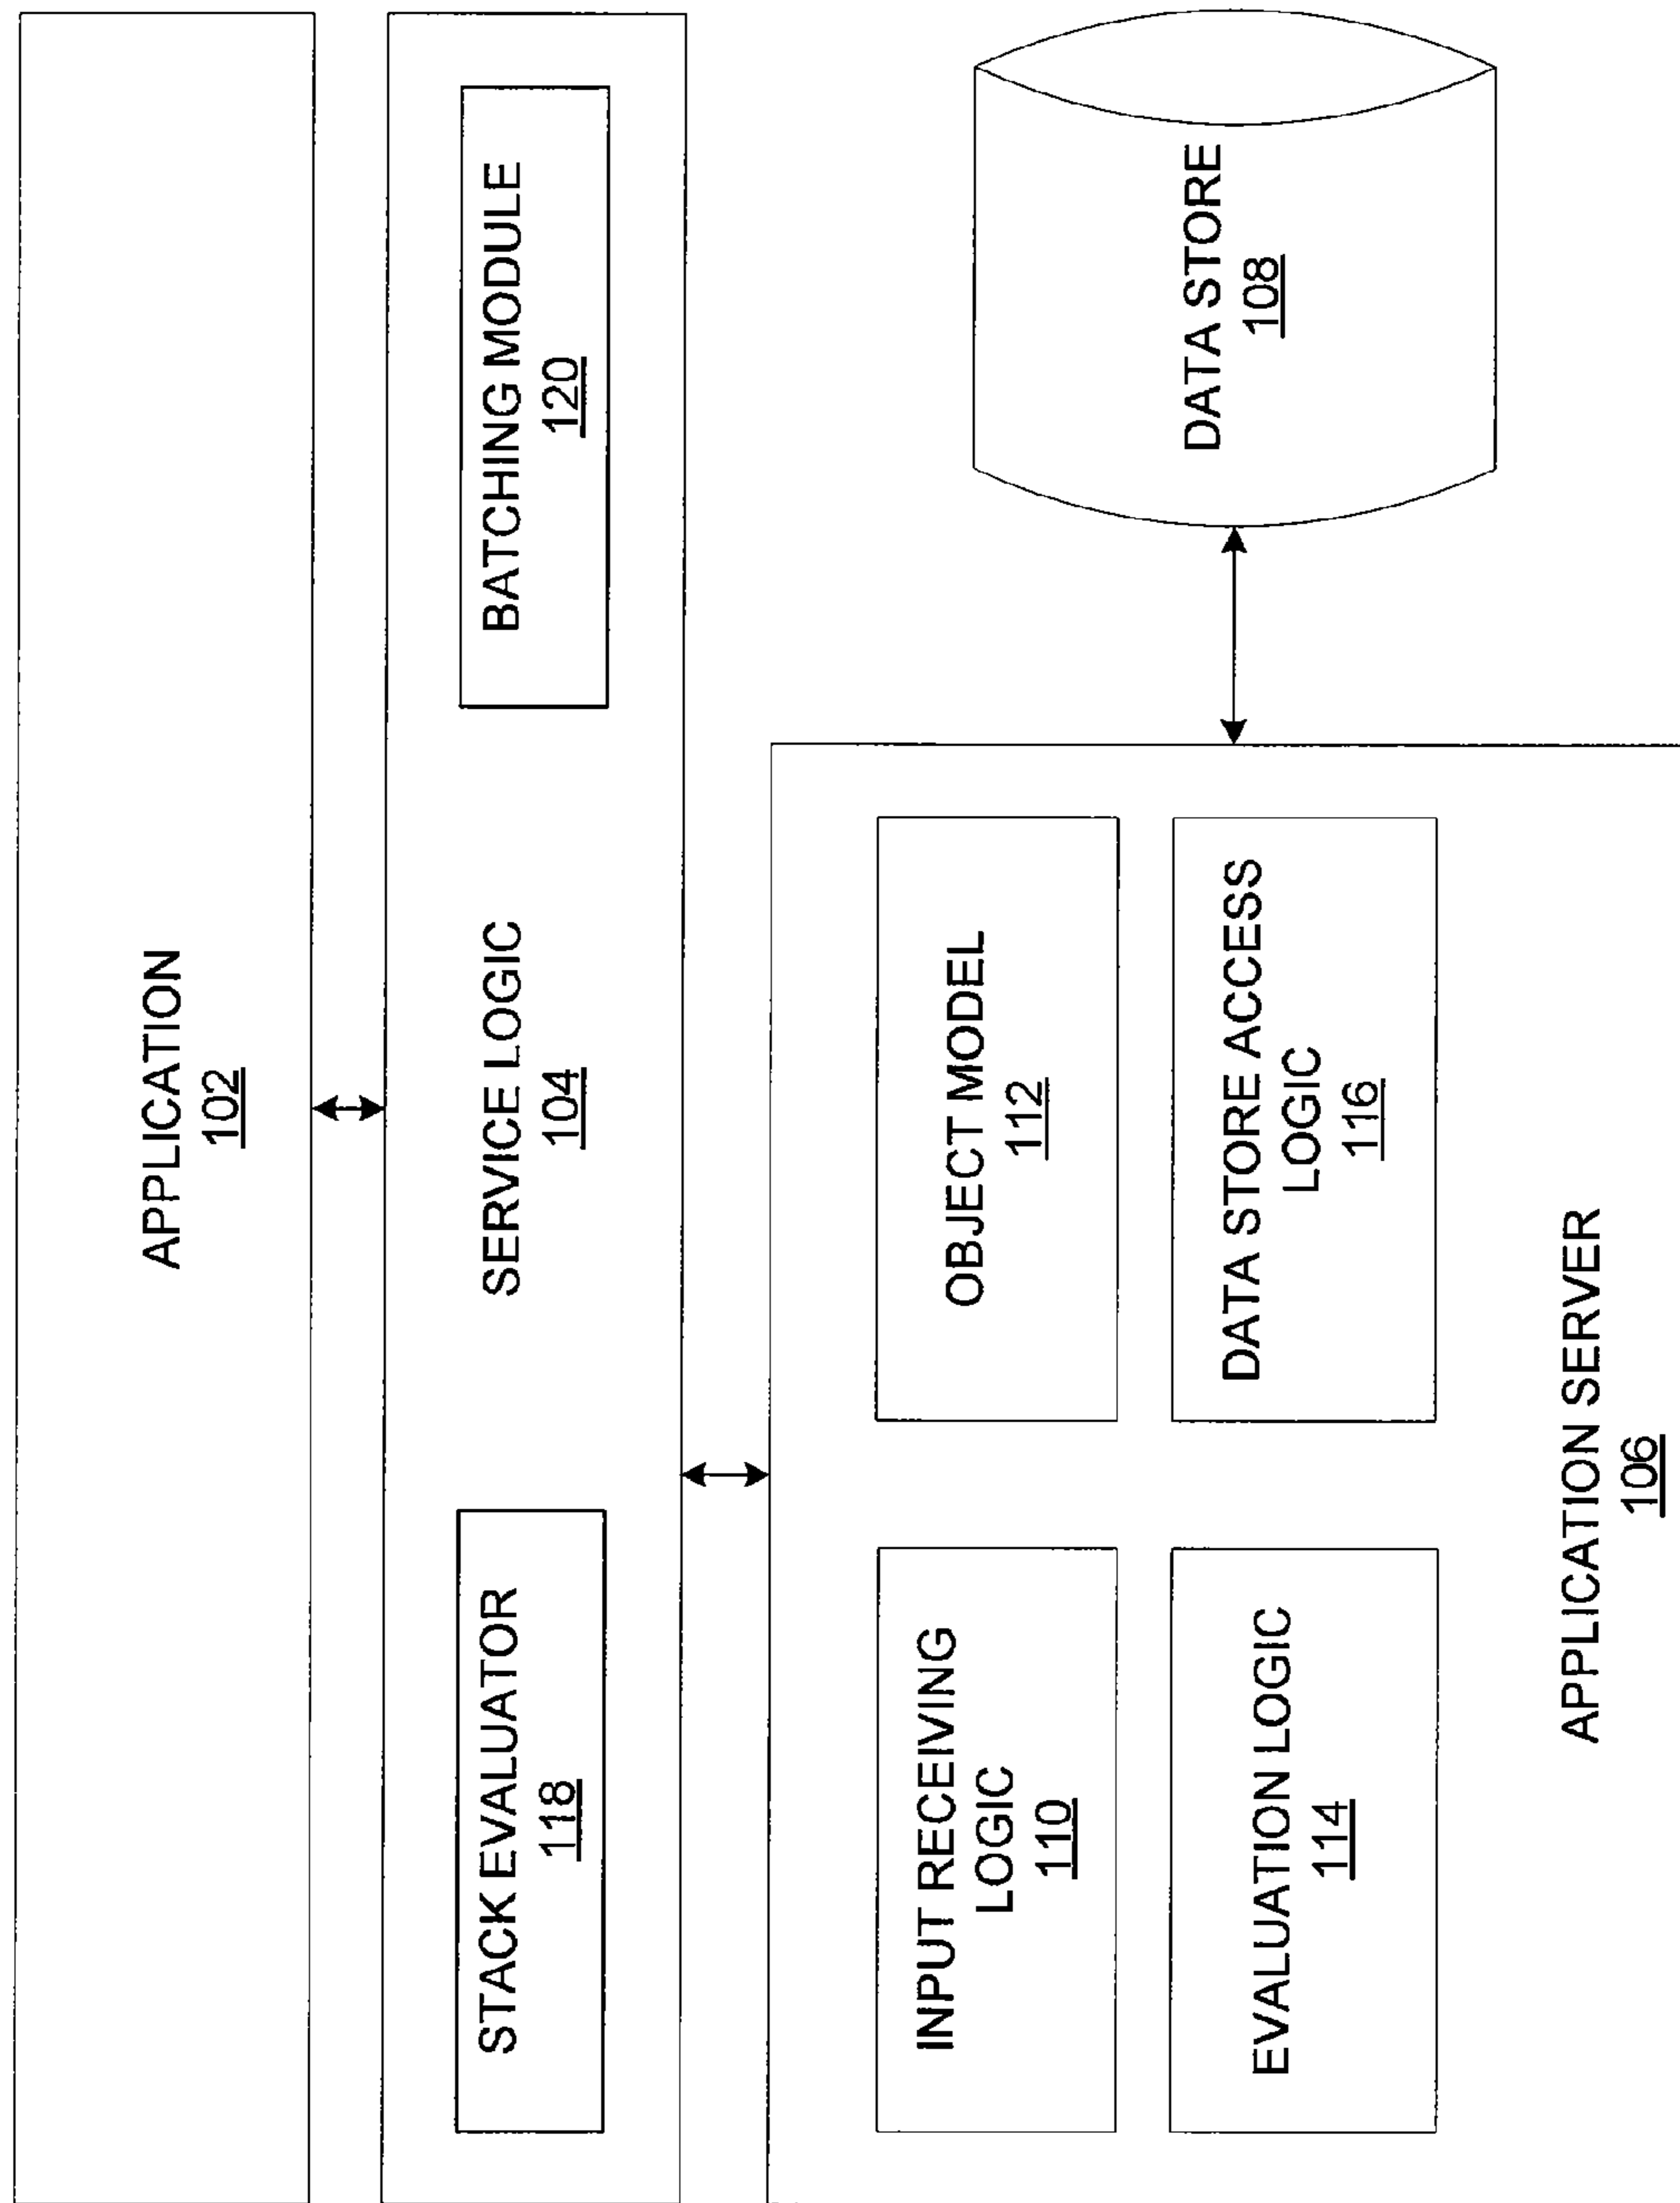 APPLICATION
102
SERVICE LOGIC
104
STACK EVALUATOR
118
BATCHING MODULE
120
INPUT RECEIVING
LOGIC
110
OBJECT MODEL
112
EVALUATION LOGIC
114
DATA STORE ACCESS
LOGIC
116
APPLICATION SERVER
106
DATA STORE
108